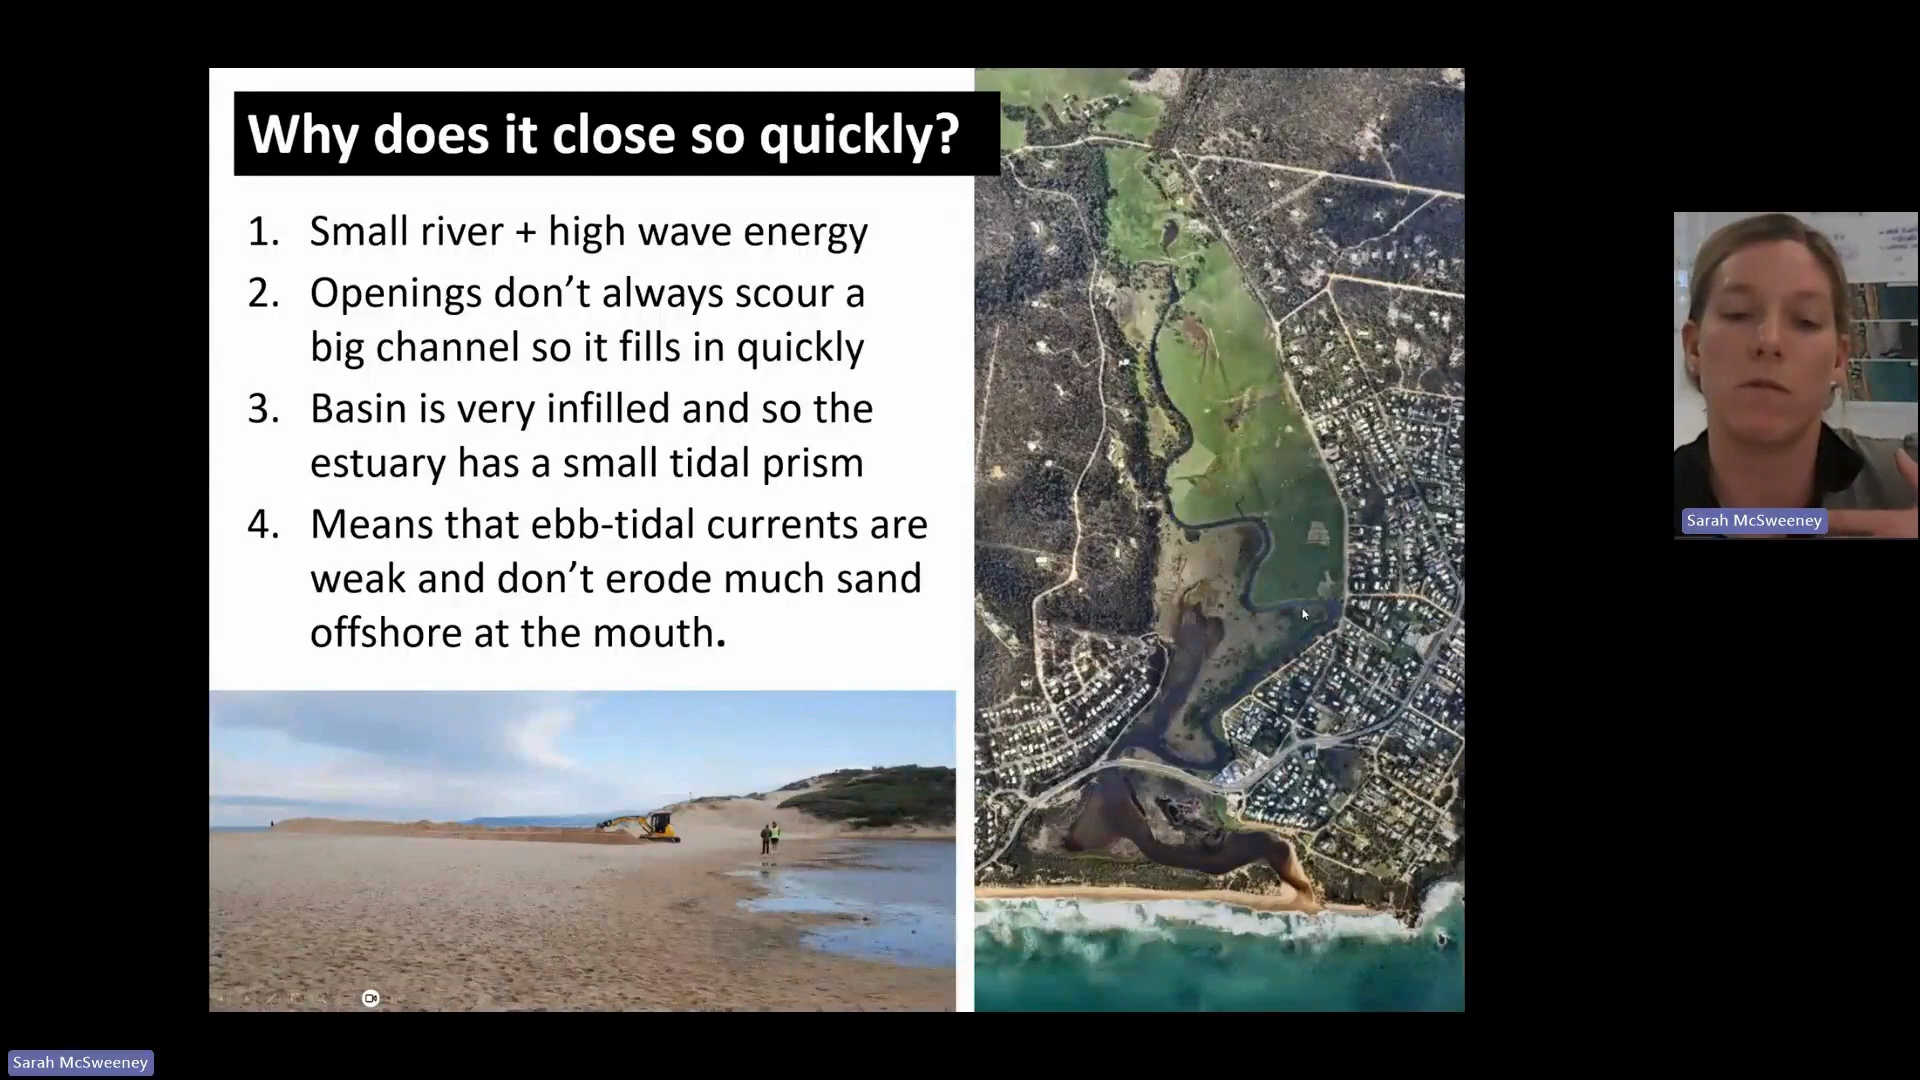 Why does it close so quickly?
1. Small river + high wave energy
2. Openings don’t always scour a
big channel so it fills in quickly
3. Basin is very infilled and so the
estuary has a small tidal prism
4. Means that ebb-tidal currents are
weak and don’t erode much sand
offshore at the mouth.
Sarah McSweeney
Sarah McSweeney